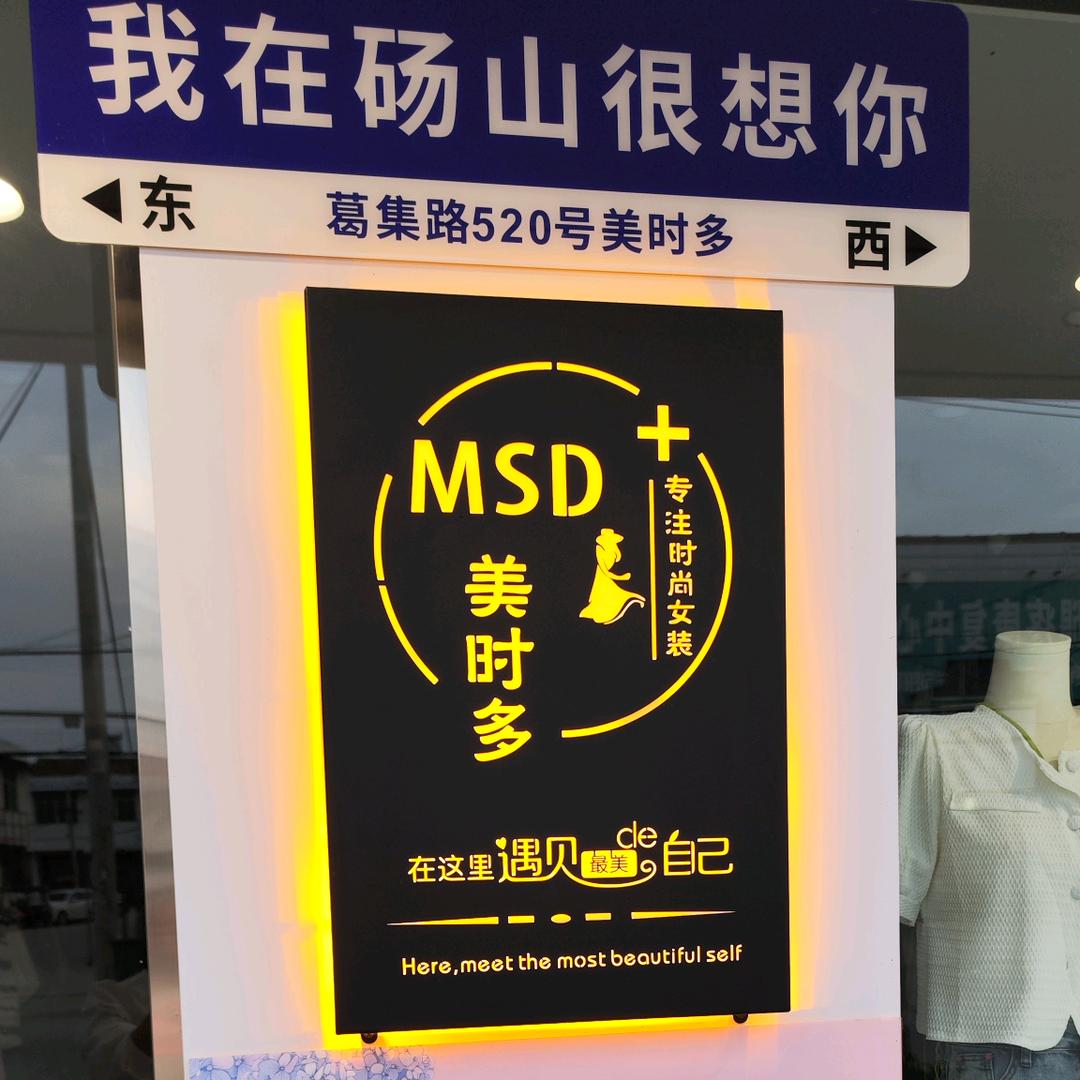 我在砀山很想你
东 葛集路520号美时多 西
MSD
美时多
专注时尚女装
在这里遇见最美de自己
Here,meet the most beautiful self